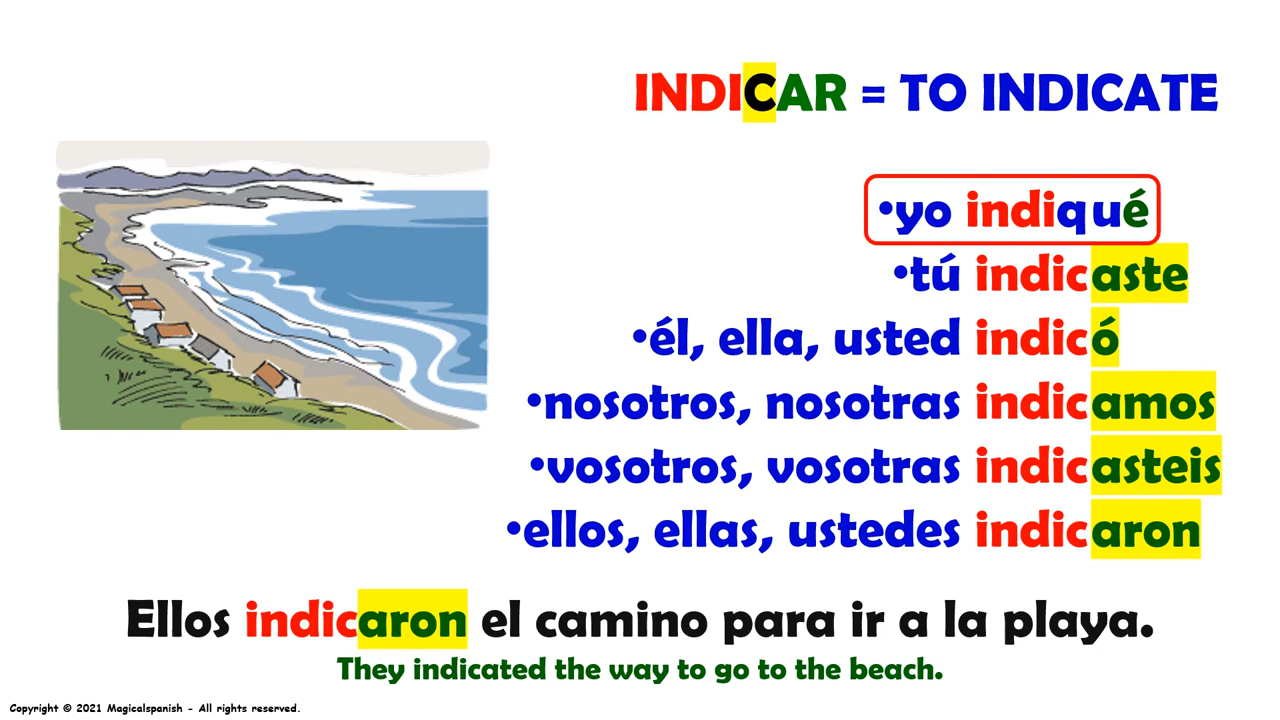 INDICAR = TO INDICATE
•yo indiqué
•tú indicaste
•él, ella, usted indicó
•nosotros, nosotras indicamos
•vosotros, vosotras indicasteis
•ellos, ellas, ustedes indicaron
Ellos indicaron el camino para ir a la playa.
They indicated the way to go to the beach.
Copyright © 2021 Magicalspanish - All rights reserved.